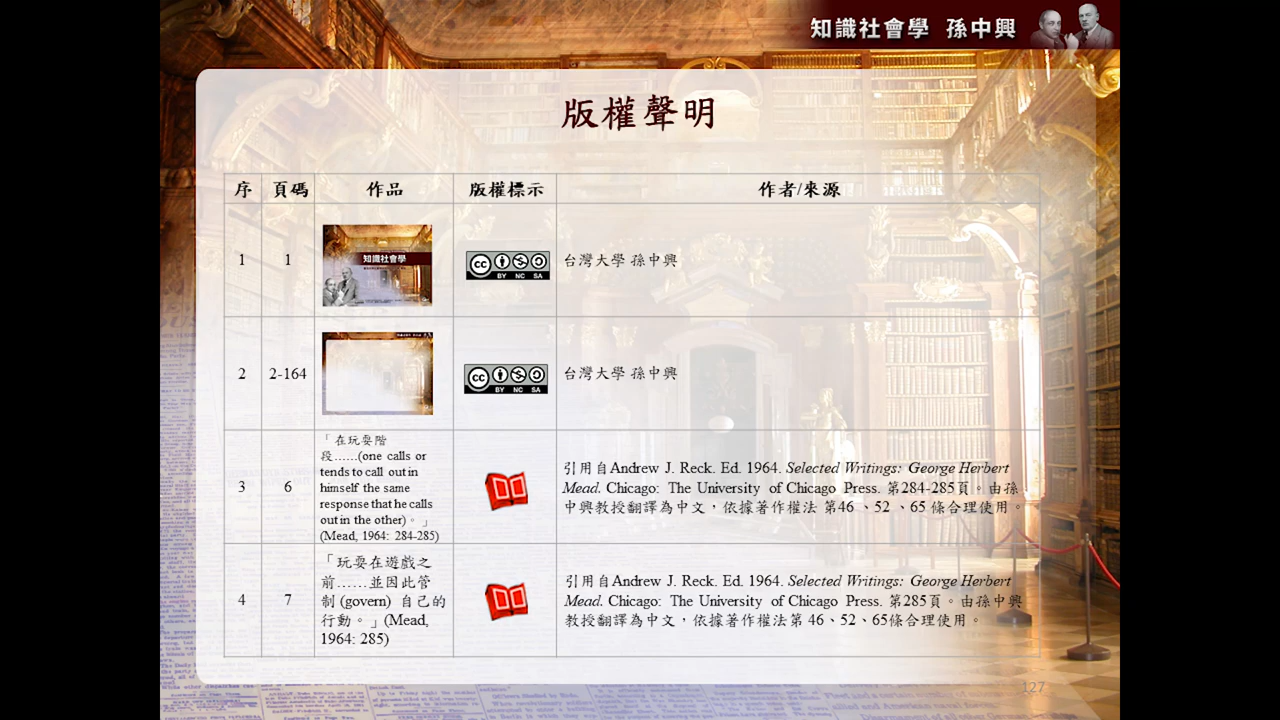 知識社會學 孫中興
版權聲明
序 頁碼 作品 版權標示 作者/來源
1 1 知識社會學 CC BY NC SA 台灣大學 孫中興
2 2-164 CC BY NC SA 台灣大學 孫中興
3 6
「在玩耍階
段……(one calls or
tends to call out in
himself the same
response that he calls
out in the other)。」
(Mead, 1964: 284-285)
引用自Andrew J. Reck. Ed. 1964. Selected Writings: George Herbert
Mead. Chicago: The University of Chicago Press. 第284-285頁。由孫
中興教授翻譯為中文，依據著作權法 第46、52、65 條合理使用。
4 7
「玩耍在遊戲之
前……並因此管
制 (govern) 自己的
行動。」(Mead,
1964: 285)
引用自Andrew J. Reck. Ed. 1964. Selected Writings: George Herbert
Mead. Chicago: The University of Chicago Press. 第285頁。由孫中興
教授翻譯為中文，依據著作權法第 46、52、65條合理使用。
127